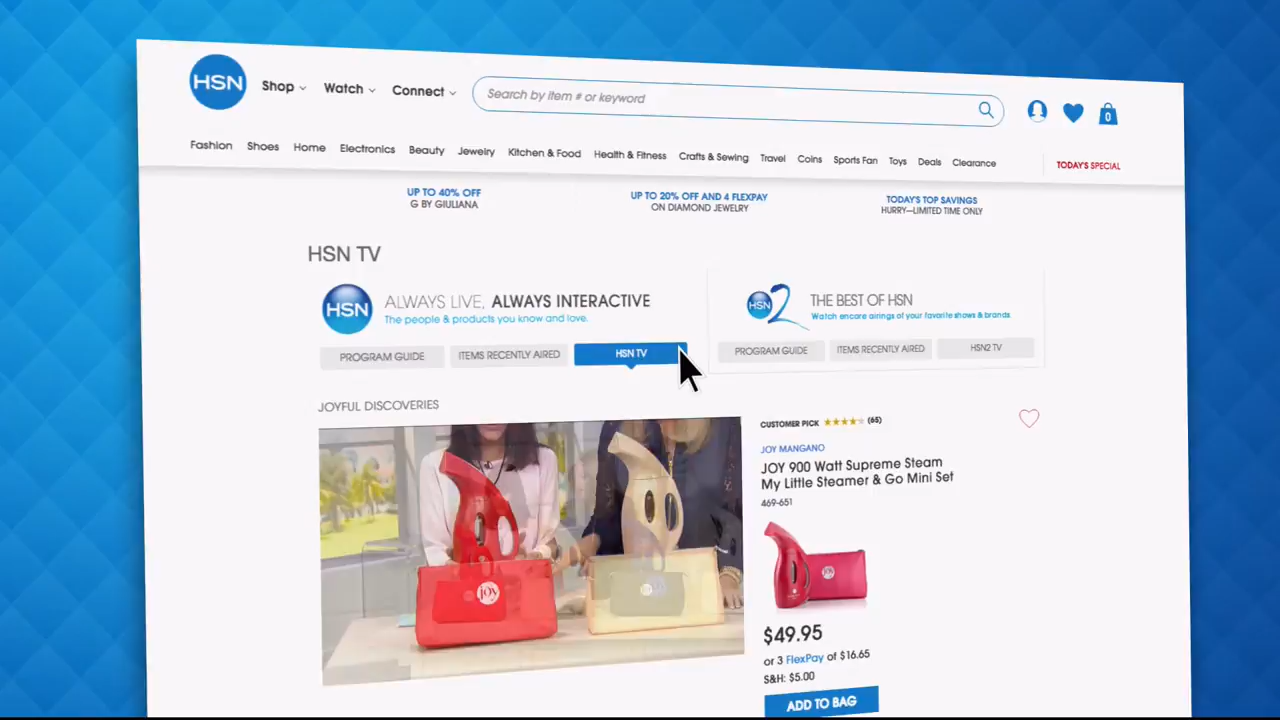 HSN
Shop
Watch
Connect
Search by item # or keyword
0
Fashion
Shoes
Home
Electronics
Beauty
Jewelry
Kitchen & Food
Health & Fitness
Crafts & Sewing
Travel
Coins
Sports Fan
Toys
Deals
Clearance
TODAY'S SPECIAL
UP TO 40% OFF
G BY GIULIANA
UP TO 20% OFF AND 4 FLEXPAY
ON DIAMOND JEWELRY
TODAY'S TOP SAVINGS
HURRY—LIMITED TIME ONLY
HSN TV
HSN
ALWAYS LIVE, ALWAYS INTERACTIVE
The people & products you know and love.
PROGRAM GUIDE
ITEMS RECENTLY AIRED
HSN TV
HSN2
THE BEST OF HSN
Watch encore airings of your favorite shows & brands
PROGRAM GUIDE
ITEMS RECENTLY AIRED
HSN2 TV
JOYFUL DISCOVERIES
joy
joy
CUSTOMER PICK
(65)
JOY MANGANO
JOY 900 Watt Supreme Steam
My Little Steamer & Go Mini Set
469-651
joy
$49.95
or 3 FlexPay of $16.65
S&H: $5.00
ADD TO BAG